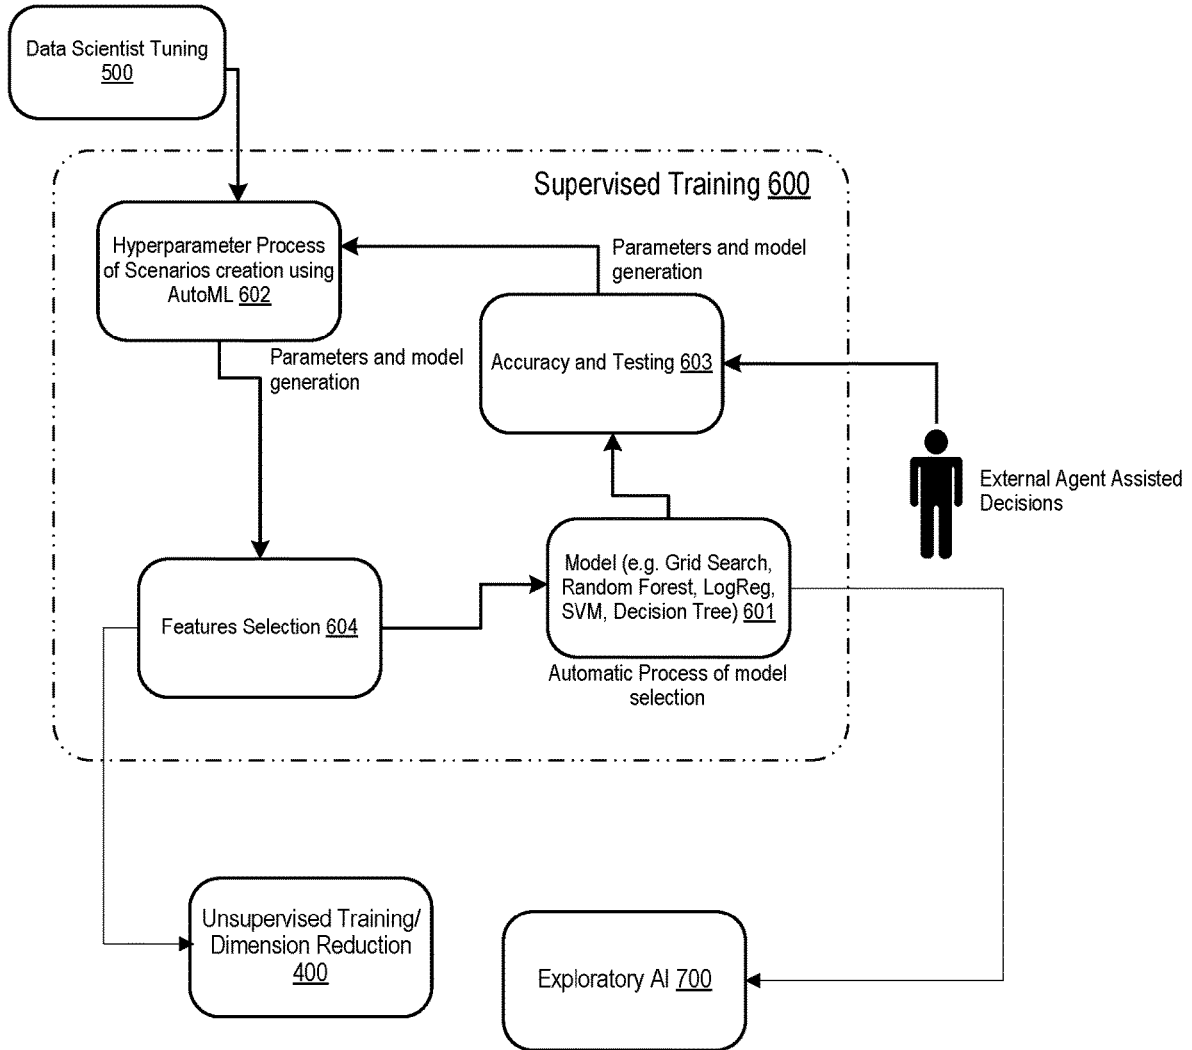 Data Scientist Tuning
500
Supervised Training 600
Hyperparameter Process
of Scenarios creation using
AutoML 602
Parameters and model
generation
Accuracy and Testing 603
Parameters and model
generation
External Agent Assisted
Decisions
Features Selection 604
Model (e.g. Grid Search,
Random Forest, LogReg,
SVM, Decision Tree) 601
Automatic Process of model
selection
Unsupervised Training/
Dimension Reduction
400
Exploratory AI 700